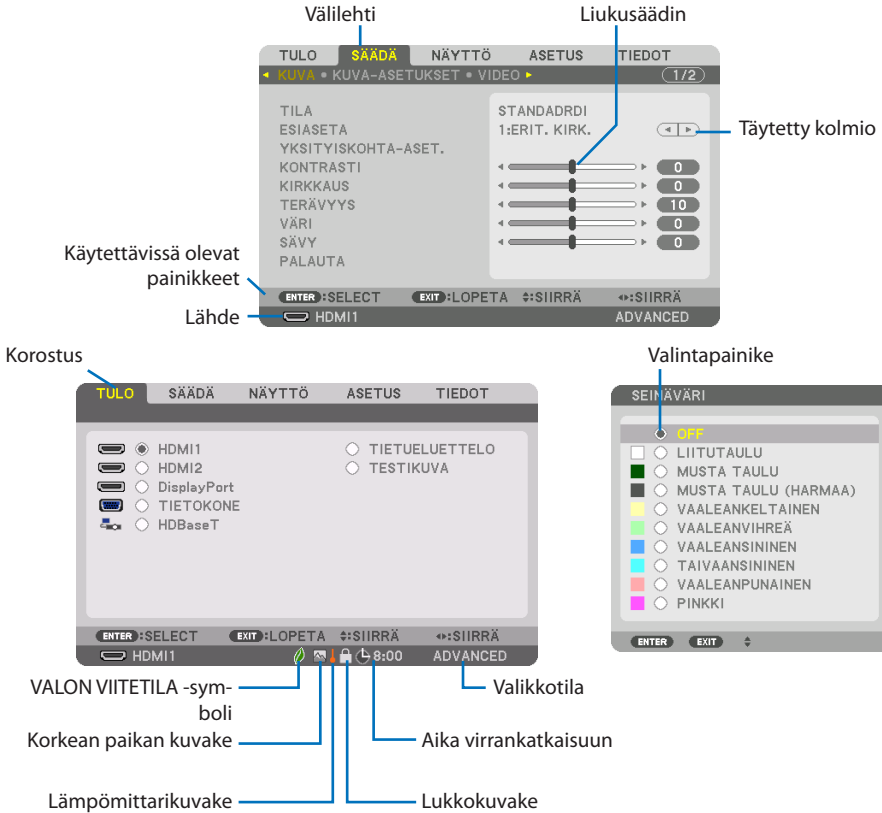 Välilehti
Liukusäädin
TULO SÄÄDÄ NÄYTTÖ ASETUS TIEDOT
KUVA • KUVA-ASETUKSET • VIDEO
1/2
TILA STANDADRDI
ESIASETA 1:ERIT. KIRK.
Täytetty kolmio
YKSITYISKOHTA-ASET.
KONTRASTI 0
KIRKKAUS 0
TERÄVYYS 10
VÄRI 0
SÄVY 0
PALAUTA
Käytettävissä olevat
painikkeet
ENTER :SELECT EXIT :LOPETA :SIIRRÄ :SIIRRÄ
Lähde
HDMI1 ADVANCED
Korostus
TULO SÄÄDÄ NÄYTTÖ ASETUS TIEDOT
HDMI1 TIETUELUETTELO
HDMI2 TESTIKUVA
DisplayPort
TIETOKONE
HDBaseT
ENTER :SELECT EXIT :LOPETA :SIIRRÄ :SIIRRÄ
HDMI1 8:00 ADVANCED
VALON VIITETILA -sym-
boli
Valikkotila
Korkean paikan kuvake
Aika virrankatkaisuun
Lämpömittarikuvake
Lukkokuvake
Valintapainike
SEINÄVÄRI
OFF
LIITUTAULU
MUSTA TAULU
MUSTA TAULU (HARMAA)
VAALEANKELTAINEN
VAALEANVIHREÄ
VAALEANSININEN
TAIVAANSININEN
VAALEANPUNAINEN
PINKKI
ENTER EXIT